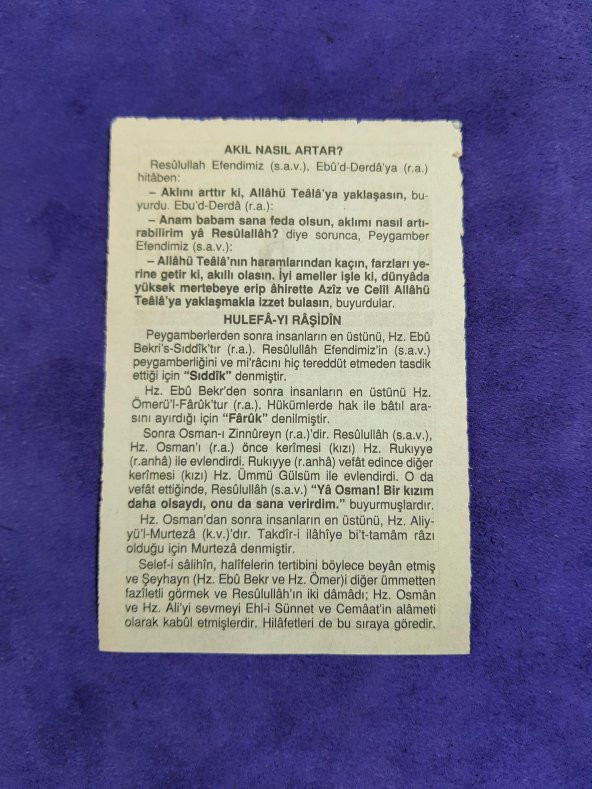 AKIL NASIL ARTAR?
Resûlullah Efendimiz (s.a.v.), Ebû'd-Derdâ'ya (r.a.)
hitâben:
– Aklını arttır ki, Allâhü Teâlâ'ya yaklaşasın, bu-
yurdu. Ebu'd-Derdâ (r.a.):
– Anam babam sana feda olsun, aklımı nasıl artı-
rabilirim yâ Resûlallâh? diye sorunca, Peygamber
Efendimiz (s.a.v.):
– Allâhü Teâlâ'nın haramlarından kaçın, farzları ye-
rine getir ki, akıllı olasın. İyi ameller işle ki, dünyâda
yüksek mertebeye erip âhirette Azîz ve Celîl Allâhü
Teâlâ'ya yaklaşmakla izzet bulasın, buyurdular.
HULEFÂ-YI RÂŞİDÎN
Peygamberlerden sonra insanların en üstünü, Hz. Ebû
Bekri's-Sıddîk'tır (r.a.). Resûlullah Efendimiz'in (s.a.v.)
peygamberliğini ve mi'râcını hiç tereddüt etmeden tasdik
ettiği için "Sıddîk" denmiştir.
Hz. Ebû Bekr'den sonra insanların en üstünü Hz.
Ömerü'l-Fârûk'tur (r.a.). Hükümlerde hak ile bâtıl ara-
sını ayırdığı için "Fârûk" denilmiştir.
Sonra Osman-ı Zinnûreyn (r.a.)'dir. Resûlullâh (s.a.v.),
Hz. Osman'ı (r.a.) önce kerîmesi (kızı) Hz. Rukıyye
(r.anhâ) ile evlendirdi. Rukıyye (r.anhâ) vefât edince diğer
kerîmesi (kızı) Hz. Ümmü Gülsüm ile evlendirdi. O da
vefât ettiğinde, Resûlullâh (s.a.v.) "Yâ Osman! Bir kızım
daha olsaydı, onu da sana verirdim." buyurmuşlardır.
Hz. Osman'dan sonra insanların en üstünü, Hz. Aliy-
yü'l-Murtezâ (k.v.)'dır. Takdîr-i ilâhîye bi't-tamâm râzı
olduğu için Murtezâ denmiştir.
Selef-i sâlihîn, halîfelerin tertibini böylece beyân etmiş
ve Şeyhayn (Hz. Ebû Bekr ve Hz. Ömer)i diğer ümmetten
fazîletli görmek ve Resûlullâh'ın iki dâmâdı; Hz. Osmân
ve Hz. Ali'yi sevmeyi Ehl-i Sünnet ve Cemâat'in alâmeti
olarak kabûl etmişlerdir. Hilâfetleri de bu sıraya göredir.